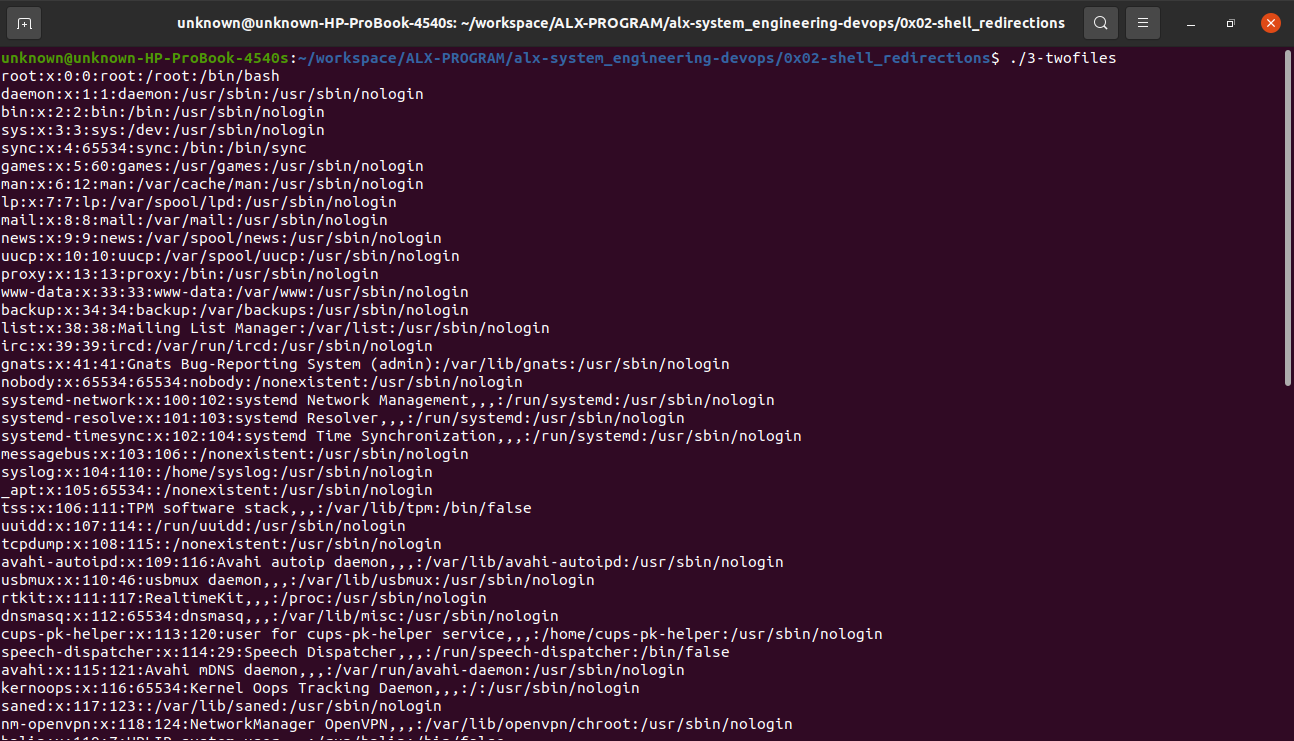 unknown@unknown-HP-ProBook-4540s: ~/workspace/ALX-PROGRAM/alx-system_engineering-devops/0x02-shell_redirections
unknown@unknown-HP-ProBook-4540s:~/workspace/ALX-PROGRAM/alx-system_engineering-devops/0x02-shell_redirections$ ./3-twofiles
root:x:0:0:root:/root:/bin/bash
daemon:x:1:1:daemon:/usr/sbin:/usr/sbin/nologin
bin:x:2:2:bin:/bin:/usr/sbin/nologin
sys:x:3:3:sys:/dev:/usr/sbin/nologin
sync:x:4:65534:sync:/bin:/bin/sync
games:x:5:60:games:/usr/games:/usr/sbin/nologin
man:x:6:12:man:/var/cache/man:/usr/sbin/nologin
lp:x:7:7:lp:/var/spool/lpd:/usr/sbin/nologin
mail:x:8:8:mail:/var/mail:/usr/sbin/nologin
news:x:9:9:news:/var/spool/news:/usr/sbin/nologin
uucp:x:10:10:uucp:/var/spool/uucp:/usr/sbin/nologin
proxy:x:13:13:proxy:/bin:/usr/sbin/nologin
www-data:x:33:33:www-data:/var/www:/usr/sbin/nologin
backup:x:34:34:backup:/var/backups:/usr/sbin/nologin
list:x:38:38:Mailing List Manager:/var/list:/usr/sbin/nologin
irc:x:39:39:ircd:/var/run/ircd:/usr/sbin/nologin
gnats:x:41:41:Gnats Bug-Reporting System (admin):/var/lib/gnats:/usr/sbin/nologin
nobody:x:65534:65534:nobody:/nonexistent:/usr/sbin/nologin
systemd-network:x:100:102:systemd Network Management,,,:/run/systemd:/usr/sbin/nologin
systemd-resolve:x:101:103:systemd Resolver,,,:/run/systemd:/usr/sbin/nologin
systemd-timesync:x:102:104:systemd Time Synchronization,,,:/run/systemd:/usr/sbin/nologin
messagebus:x:103:106::/nonexistent:/usr/sbin/nologin
syslog:x:104:110::/home/syslog:/usr/sbin/nologin
_apt:x:105:65534::/nonexistent:/usr/sbin/nologin
tss:x:106:111:TPM software stack,,,:/var/lib/tpm:/bin/false
uuidd:x:107:114::/run/uuidd:/usr/sbin/nologin
tcpdump:x:108:115::/nonexistent:/usr/sbin/nologin
avahi-autoipd:x:109:116:Avahi autoip daemon,,,:/var/lib/avahi-autoipd:/usr/sbin/nologin
usbmux:x:110:46:usbmux daemon,,,:/var/lib/usbmux:/usr/sbin/nologin
rtkit:x:111:117:RealtimeKit,,,:/proc:/usr/sbin/nologin
dnsmasq:x:112:65534:dnsmasq,,,:/var/lib/misc:/usr/sbin/nologin
cups-pk-helper:x:113:120:user for cups-pk-helper service,,,:/home/cups-pk-helper:/usr/sbin/nologin
speech-dispatcher:x:114:29:Speech Dispatcher,,,:/run/speech-dispatcher:/bin/false
avahi:x:115:121:Avahi mDNS daemon,,,:/var/run/avahi-daemon:/usr/sbin/nologin
kernoops:x:116:65534:Kernel Oops Tracking Daemon,,,:/:/usr/sbin/nologin
saned:x:117:123::/var/lib/saned:/usr/sbin/nologin
nm-openvpn:x:118:124:NetworkManager OpenVPN,,,:/var/lib/openvpn/chroot:/usr/sbin/nologin